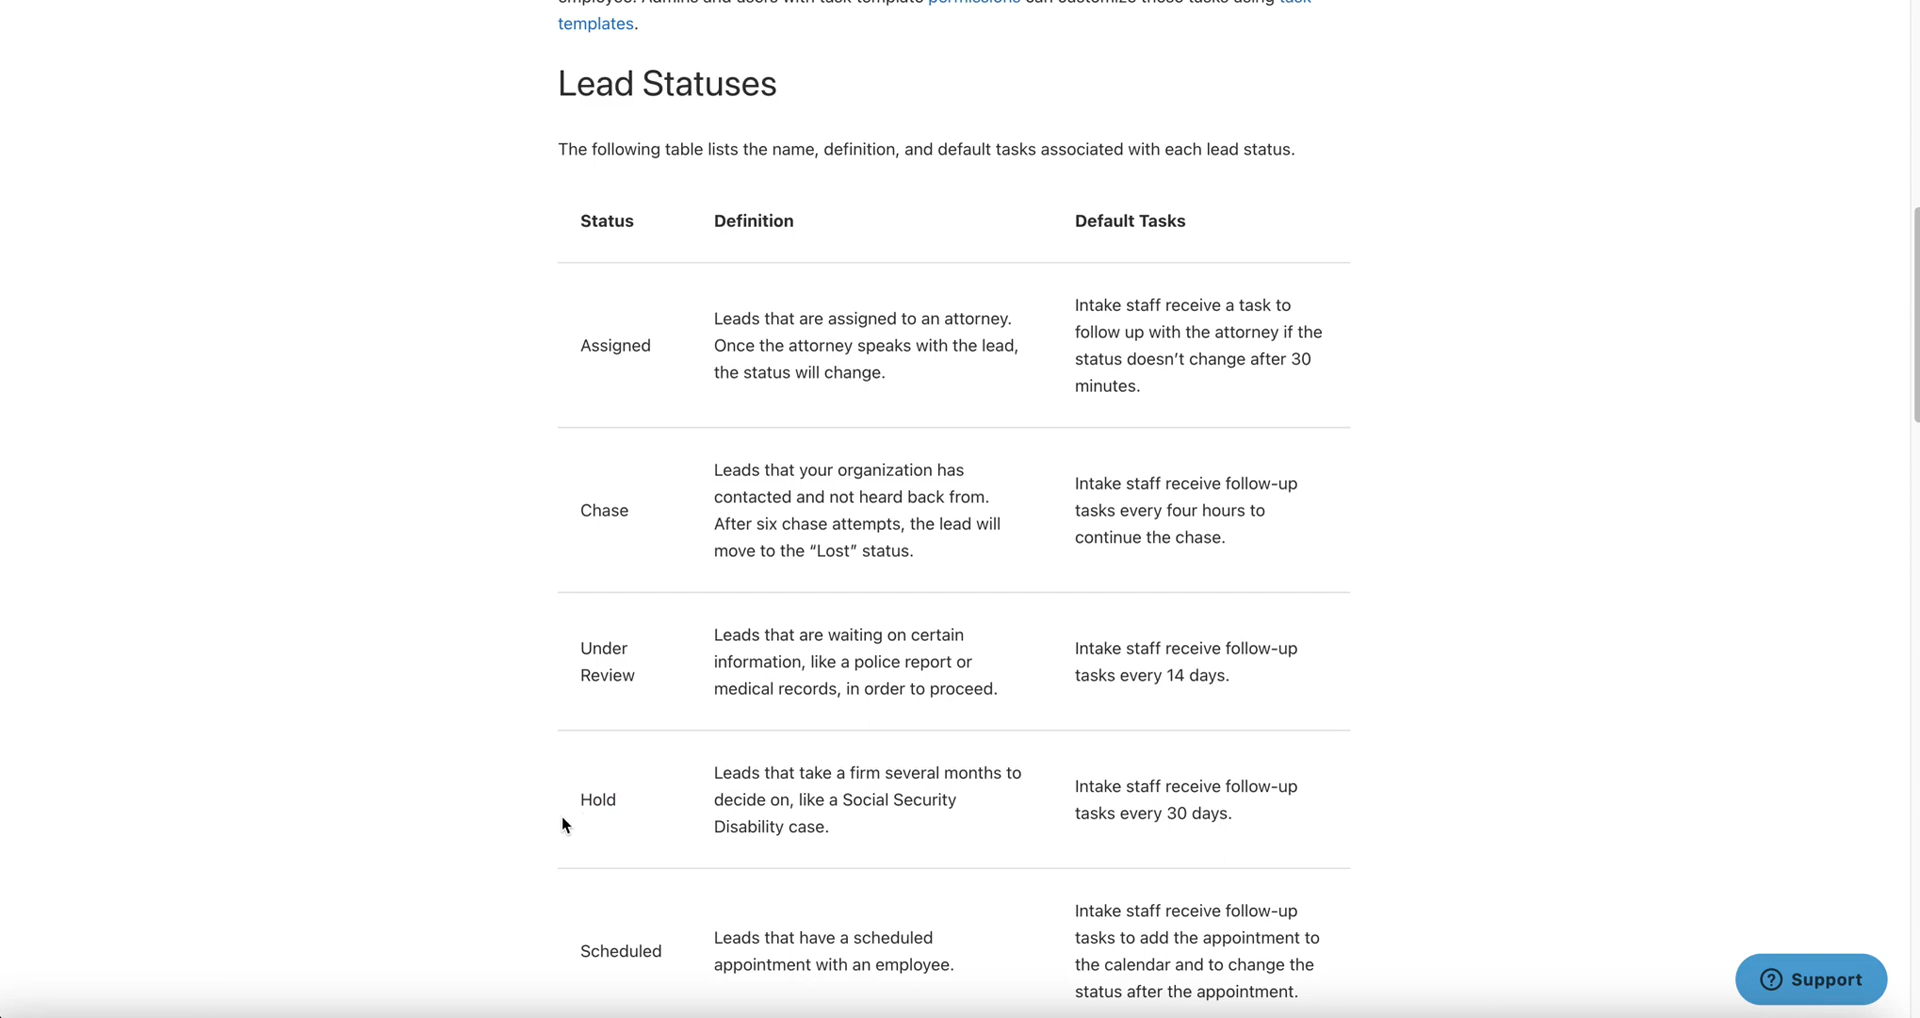 templates.
Lead Statuses
The following table lists the name, definition, and default tasks associated with each lead status.
Status Definition Default Tasks
Assigned
Leads that are assigned to an attorney.
Once the attorney speaks with the lead,
the status will change.
Intake staff receive a task to
follow up with the attorney if the
status doesn’t change after 30
minutes.
Chase
Leads that your organization has
contacted and not heard back from.
After six chase attempts, the lead will
move to the “Lost” status.
Intake staff receive follow-up
tasks every four hours to
continue the chase.
Under
Review
Leads that are waiting on certain
information, like a police report or
medical records, in order to proceed.
Intake staff receive follow-up
tasks every 14 days.
Hold
Leads that take a firm several months to
decide on, like a Social Security
Disability case.
Intake staff receive follow-up
tasks every 30 days.
Scheduled
Leads that have a scheduled
appointment with an employee.
Intake staff receive follow-up
tasks to add the appointment to
the calendar and to change the
status after the appointment.
Support